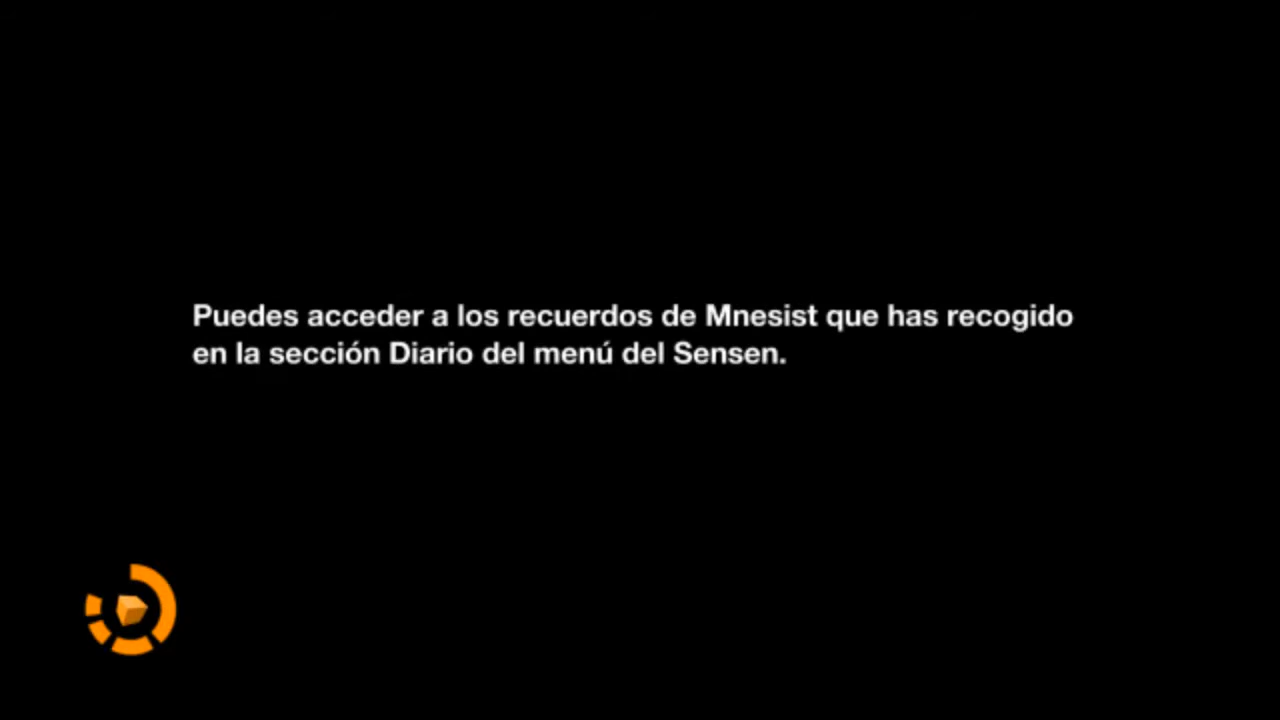 Puedes acceder a los recuerdos de Mnesist que has recogido
en la sección Diario del menú del Sensen.